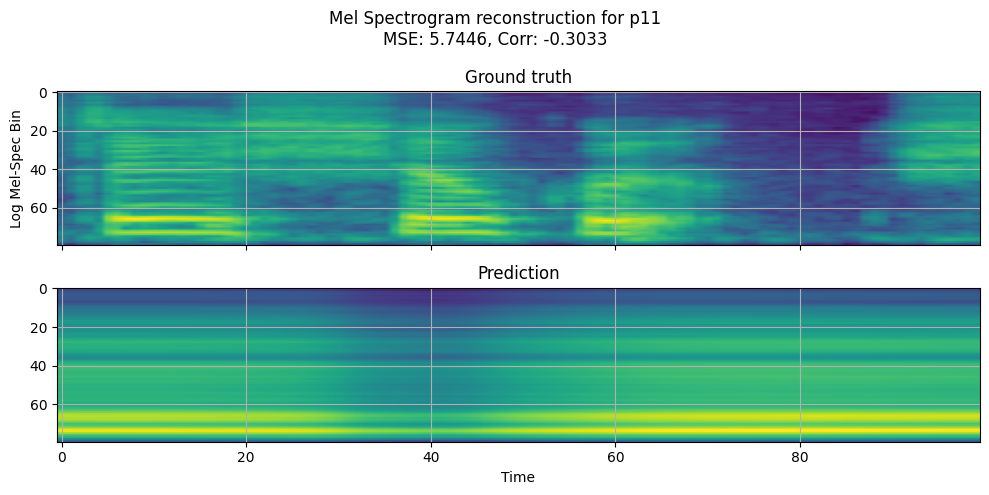 Mel Spectrogram reconstruction for p11
MSE: 5.7446, Corr: -0.3033
Ground truth
0
20
40
60
Log Mel-Spec Bin
Prediction
0
20
40
60
0 20 40 60 80
Time